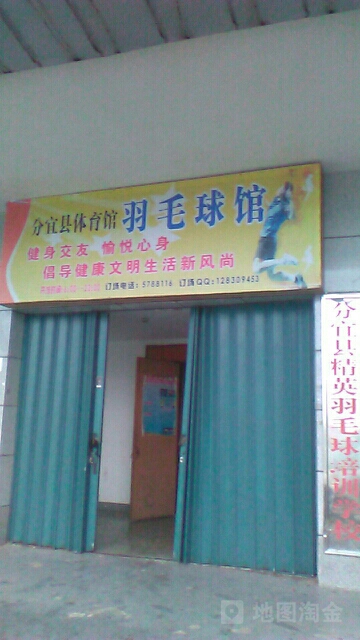 分宜县体育馆 羽毛球馆
健身交友 愉悦心身
倡导健康文明生活新风尚
订场电话：5788116 订场QQ：128309453
分宜县精英羽毛球培训学校
地图淘金